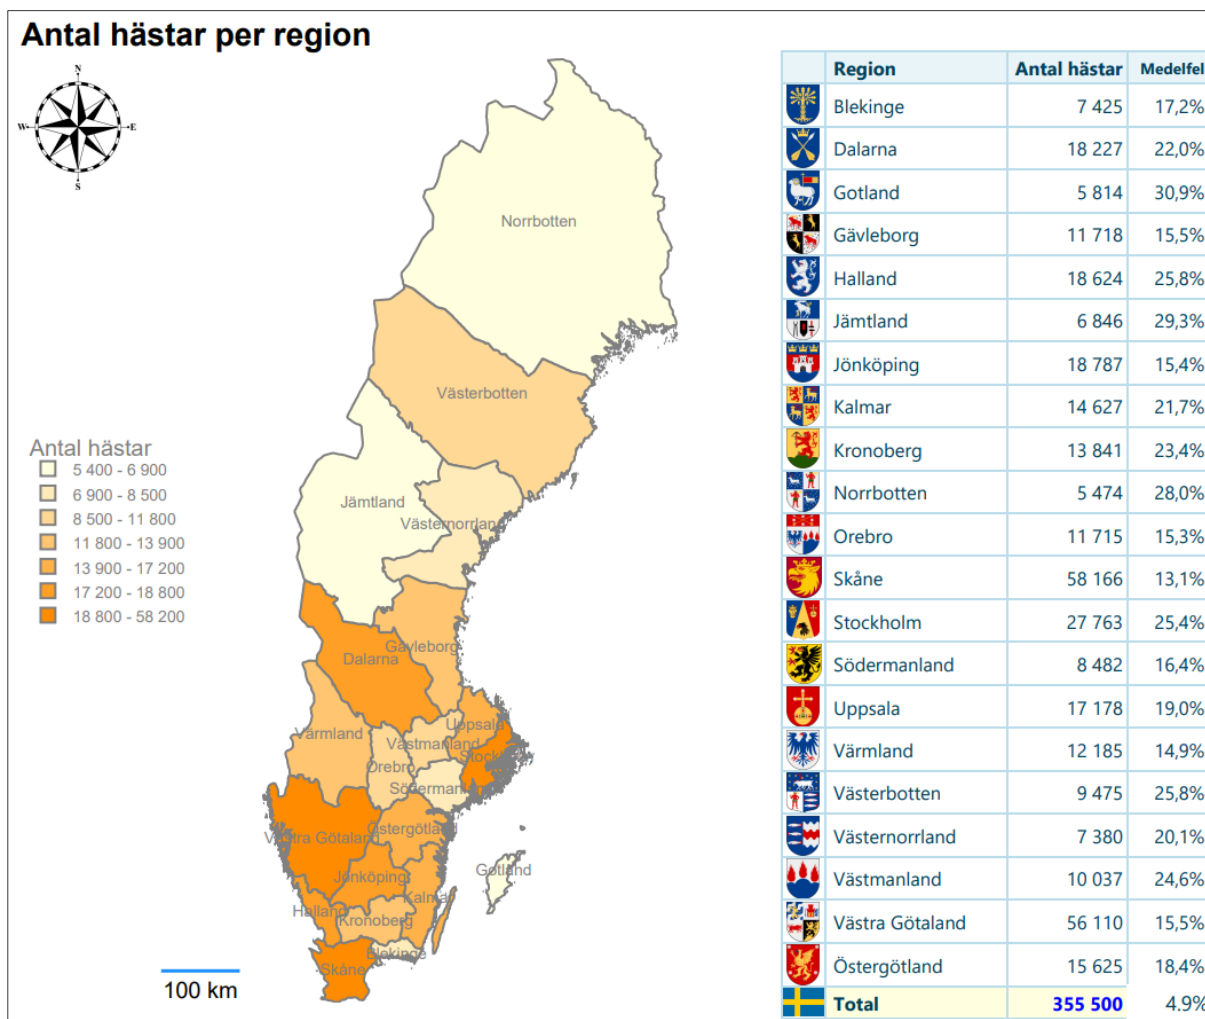 Antal hästar per region
N
W
E
S
Norrbotten
Västerbotten
Jämtland
Västernorrland
Gävleborg
Dalarna
Uppsala
Värmland
Västmanland
Stockh
Örebro
Södermanlan
Östergötland
Västra Götaland
Gotland
Jönköping
Kalmar
Halland
Kronoberg
Blekinge
Skåne
Antal hästar
5 400 - 6 900
6 900 - 8 500
8 500 - 11 800
11 800 - 13 900
13 900 - 17 200
17 200 - 18 800
18 800 - 58 200
100 km
Region Antal hästar Medelfel
Blekinge 7 425 17,2%
Dalarna 18 227 22,0%
Gotland 5 814 30,9%
Gävleborg 11 718 15,5%
Halland 18 624 25,8%
Jämtland 6 846 29,3%
Jönköping 18 787 15,4%
Kalmar 14 627 21,7%
Kronoberg 13 841 23,4%
Norrbotten 5 474 28,0%
Orebro 11 715 15,3%
Skåne 58 166 13,1%
Stockholm 27 763 25,4%
Södermanland 8 482 16,4%
Uppsala 17 178 19,0%
Värmland 12 185 14,9%
Västerbotten 9 475 25,8%
Västernorrland 7 380 20,1%
Västmanland 10 037 24,6%
Västra Götaland 56 110 15,5%
Östergötland 15 625 18,4%
Total 355 500 4.9%